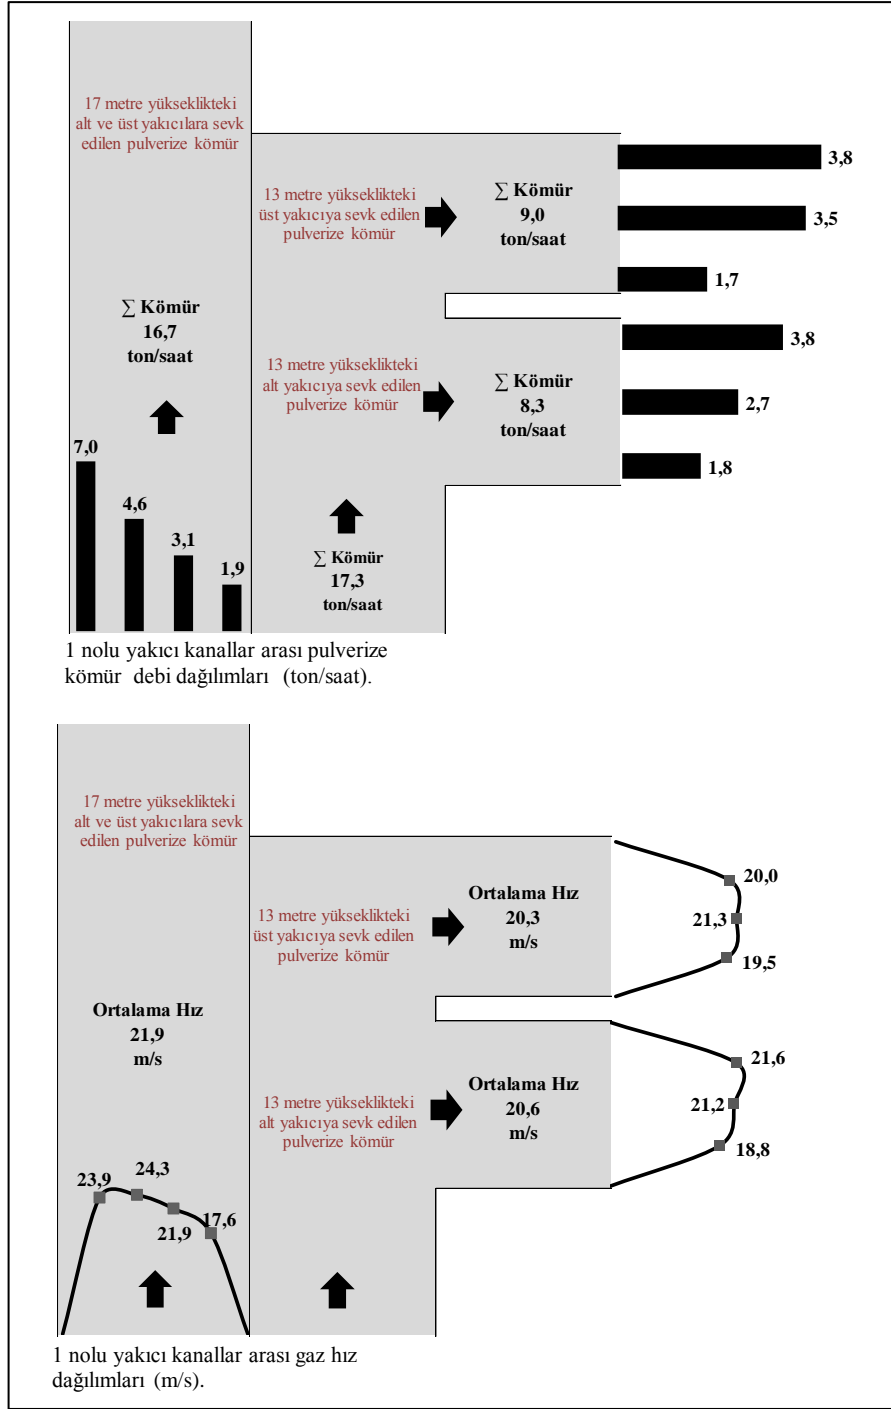 17 metre yükseklikteki
alt ve üst yakıcılara sevk
edilen pulverize kömür
13 metre yükseklikteki
üst yakıcıya sevk edilen
pulverize kömür
∑ Kömür
9,0
ton/saat
3,8
3,5
1,7
∑ Kömür
16,7
ton/saat
13 metre yükseklikteki
alt yakıcıya sevk edilen
pulverize kömür
∑ Kömür
8,3
ton/saat
3,8
2,7
1,8
7,0
4,6
3,1
1,9
∑ Kömür
17,3
ton/saat
1 nolu yakıcı kanallar arası pulverize
kömür debi dağılımları (ton/saat).
17 metre yükseklikteki
alt ve üst yakıcılara sevk
edilen pulverize kömür
13 metre yükseklikteki
üst yakıcıya sevk edilen
pulverize kömür
Ortalama Hız
20,3
m/s
20,0
21,3
19,5
Ortalama Hız
21,9
m/s
13 metre yükseklikteki
alt yakıcıya sevk edilen
pulverize kömür
Ortalama Hız
20,6
m/s
21,6
21,2
18,8
23,9
24,3
21,9
17,6
1 nolu yakıcı kanallar arası gaz hız
dağılımları (m/s).